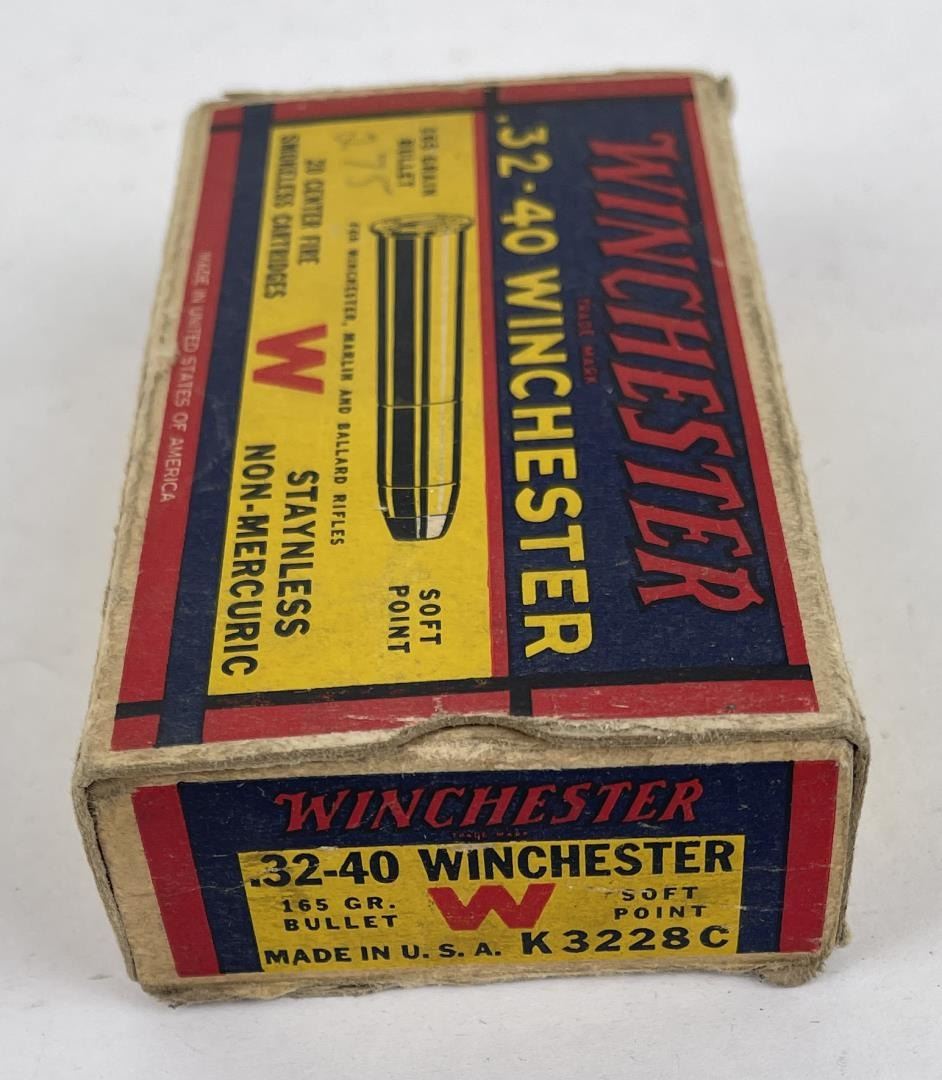 WINCHESTER
TRADE MARK
.32-40 WINCHESTER
165 GRAIN
BULLET
275
SOFT
POINT
FOR WINCHESTER, MARLIN AND BALLARD RIFLES
20 CENTER FIRE
SMOKELESS CARTRIDGES
W
STAYNLESS
NON-MERCURIC
MADE IN UNITED STATES OF AMERICA
WINCHESTER
TRADE MARK
.32-40 WINCHESTER
165 GR.
BULLET
W
SOFT
POINT
MADE IN U.S.A. K3228C